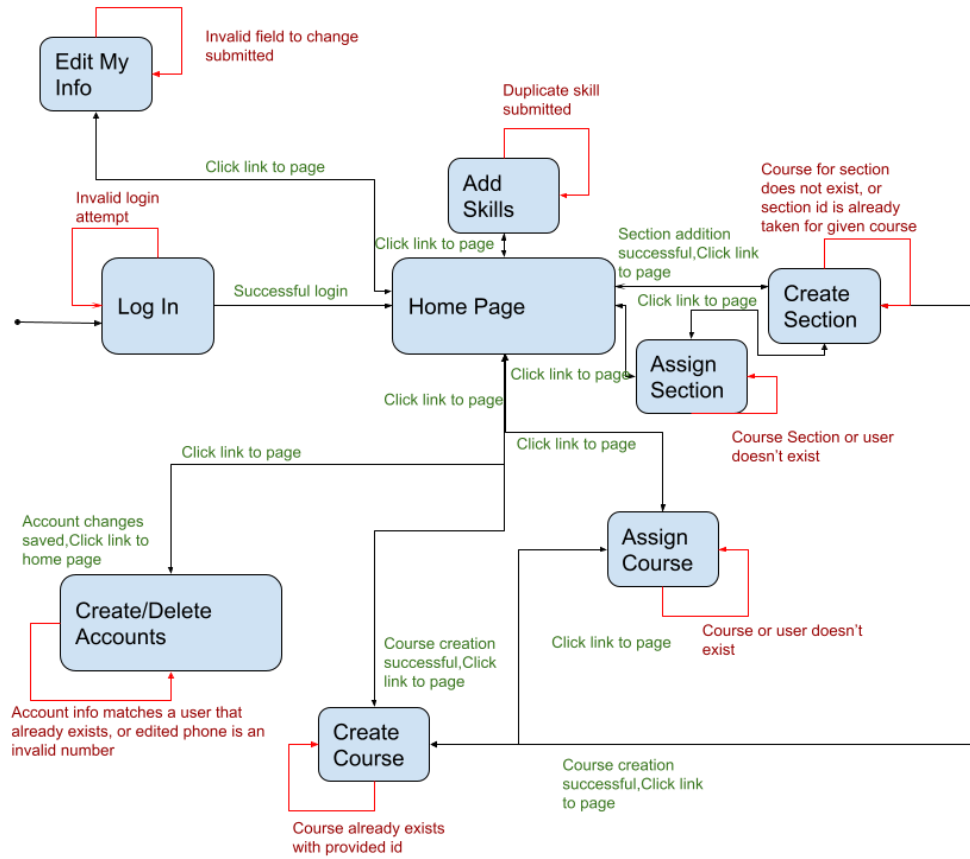 Edit My
Info
Invalid field to change
submitted
Duplicate skill
submitted
Click link to page
Add
Skills
Course for section
does not exist, or
section id is already
taken for given course
Invalid login
attempt
Click link to page
Section addition
successful,Click link
to page
Log In
Successful login
Home Page
Click link to page
Create
Section
Assign
Section
Click link to page
Click link to page
Course Section or user
doesn't exist
Click link to page
Click link to page
Account changes
saved,Click link to
home page
Assign
Course
Create/Delete
Accounts
Course or user doesn't
exist
Course creation
successful,Click
link to page
Click link to page
Account info matches a user that
already exists, or edited phone is an
invalid number
Create
Course
Course creation
successful,Click link
to page
Course already exists
with provided id